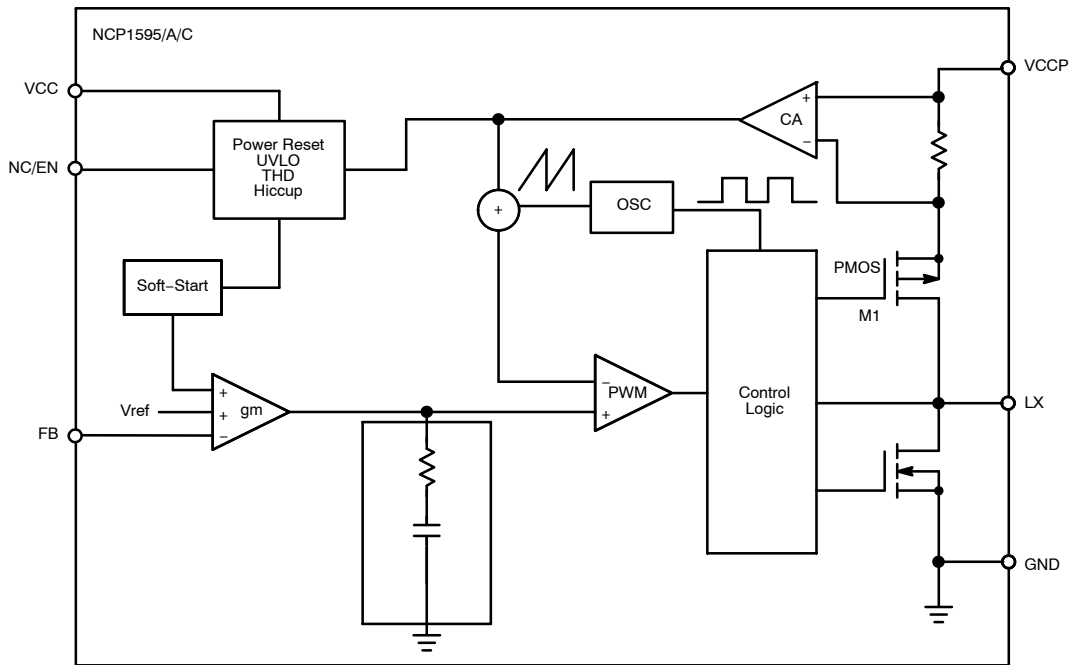 NCP1595/A/C
VCC
VCCP
NC/EN
Power Reset
UVLO
THD
Hiccup
+
CA
−
+
OSC
Soft−Start
PMOS
M1
+
Vref
+
gm
FB
−
−
PWM
+
Control
Logic
LX
GND